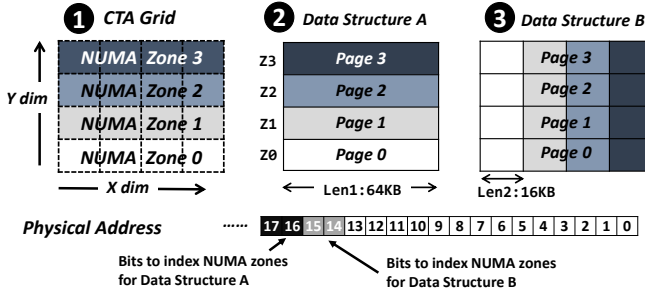 1 CTA Grid
2 Data Structure A
3 Data Structure B
Y dim
NUMA Zone 3
NUMA Zone 2
NUMA Zone 1
NUMA Zone 0
X dim
Z3
Z2
Z1
Z0
Page 3
Page 2
Page 1
Page 0
Len1:64KB
Page 3
Page 2
Page 1
Page 0
Len2:16KB
Physical Address ...... 17 16 15 14 13 12 11 10 9 8 7 6 5 4 3 2 1 0
Bits to index NUMA zones
for Data Structure A
Bits to index NUMA zones
for Data Structure B